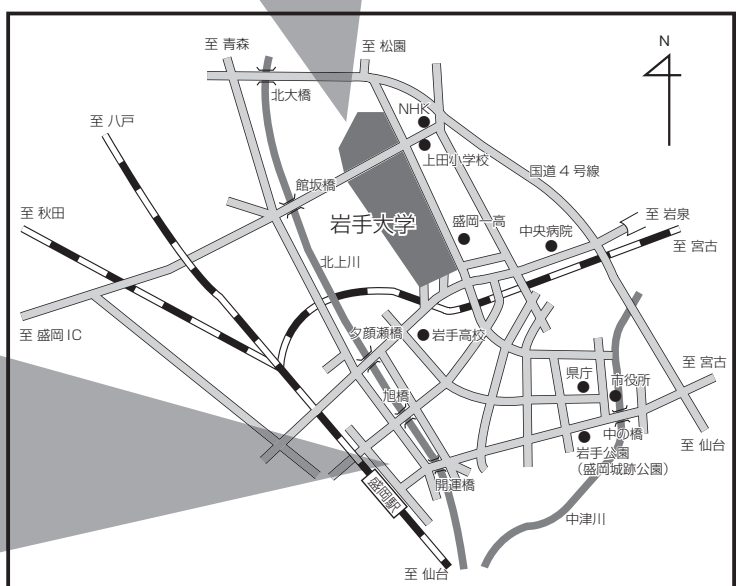 至 青森
至 松園
N
北大橋
NHK
至 八戸
上田小学校
国道４号線
館坂橋
至 秋田
岩手大学
盛岡一高
中央病院
至 岩泉
至 宮古
北上川
至 盛岡IC
夕顔瀬橋
岩手高校
県庁
市役所
至 宮古
旭橋
中の橋
至 仙台
岩手公園
（盛岡城跡公園）
開運橋
盛岡駅
中津川
至 仙台